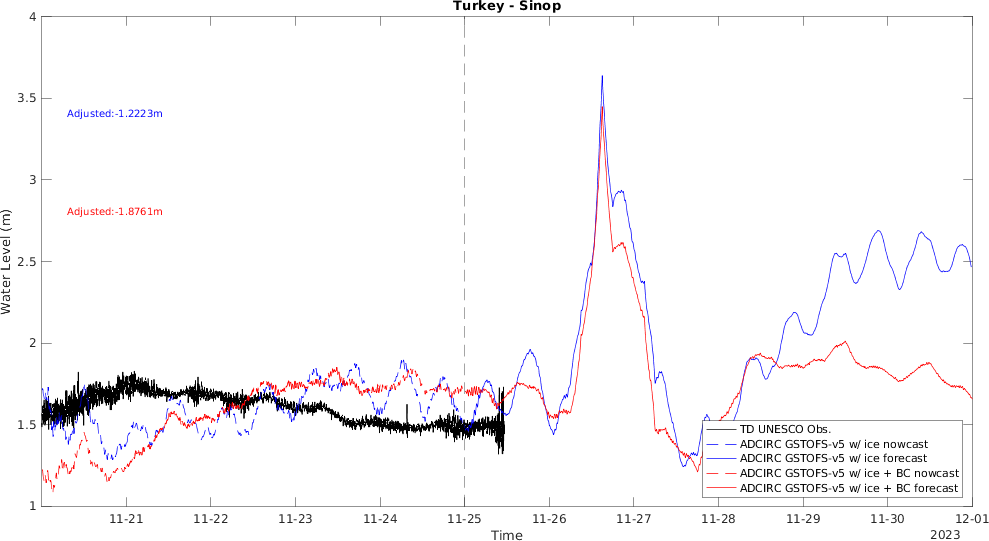 Turkey - Sinop
4
3.5
3
2.5
2
1.5
1
Water Level (m)
Adjusted:-1.2223m
Adjusted:-1.8761m
TD UNESCO Obs.
ADCIRC GSTOFS-v5 w/ ice nowcast
ADCIRC GSTOFS-v5 w/ ice forecast
ADCIRC GSTOFS-v5 w/ ice + BC nowcast
ADCIRC GSTOFS-v5 w/ ice + BC forecast
11-21 11-22 11-23 11-24 11-25 11-26 11-27 11-28 11-29 11-30 12-01
Time
2023